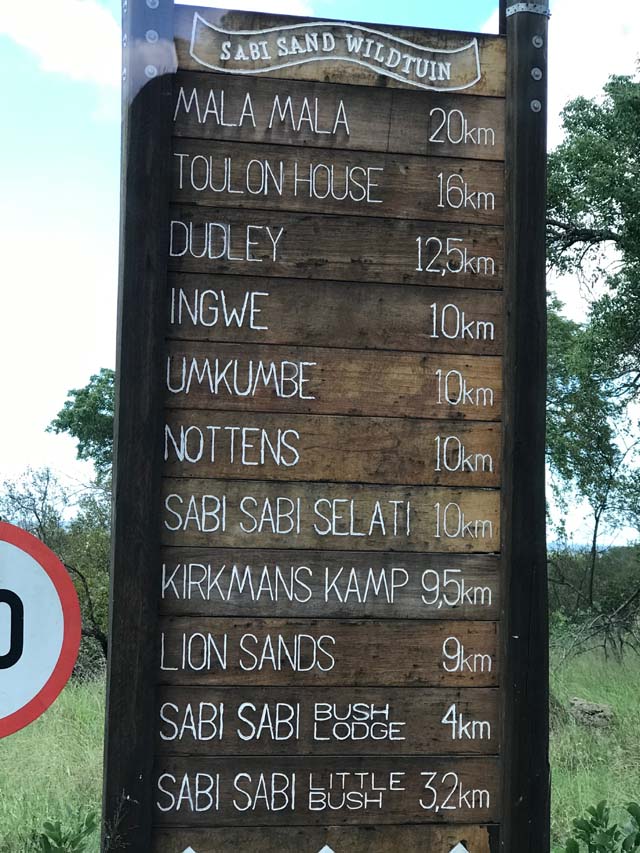 SABI SAND WILDTUIN
MALA MALA 20km
TOULON HOUSE 16km
DUDLEY 12,5km
INGWE 10km
UMKUMBE 10km
NOTTENS 10km
SABI SABI SELATI 10km
KIRKMANS KAMP 9,5km
LION SANDS 9km
SABI SABI BUSH LODGE 4km
SABI SABI LITTLE BUSH 3,2km